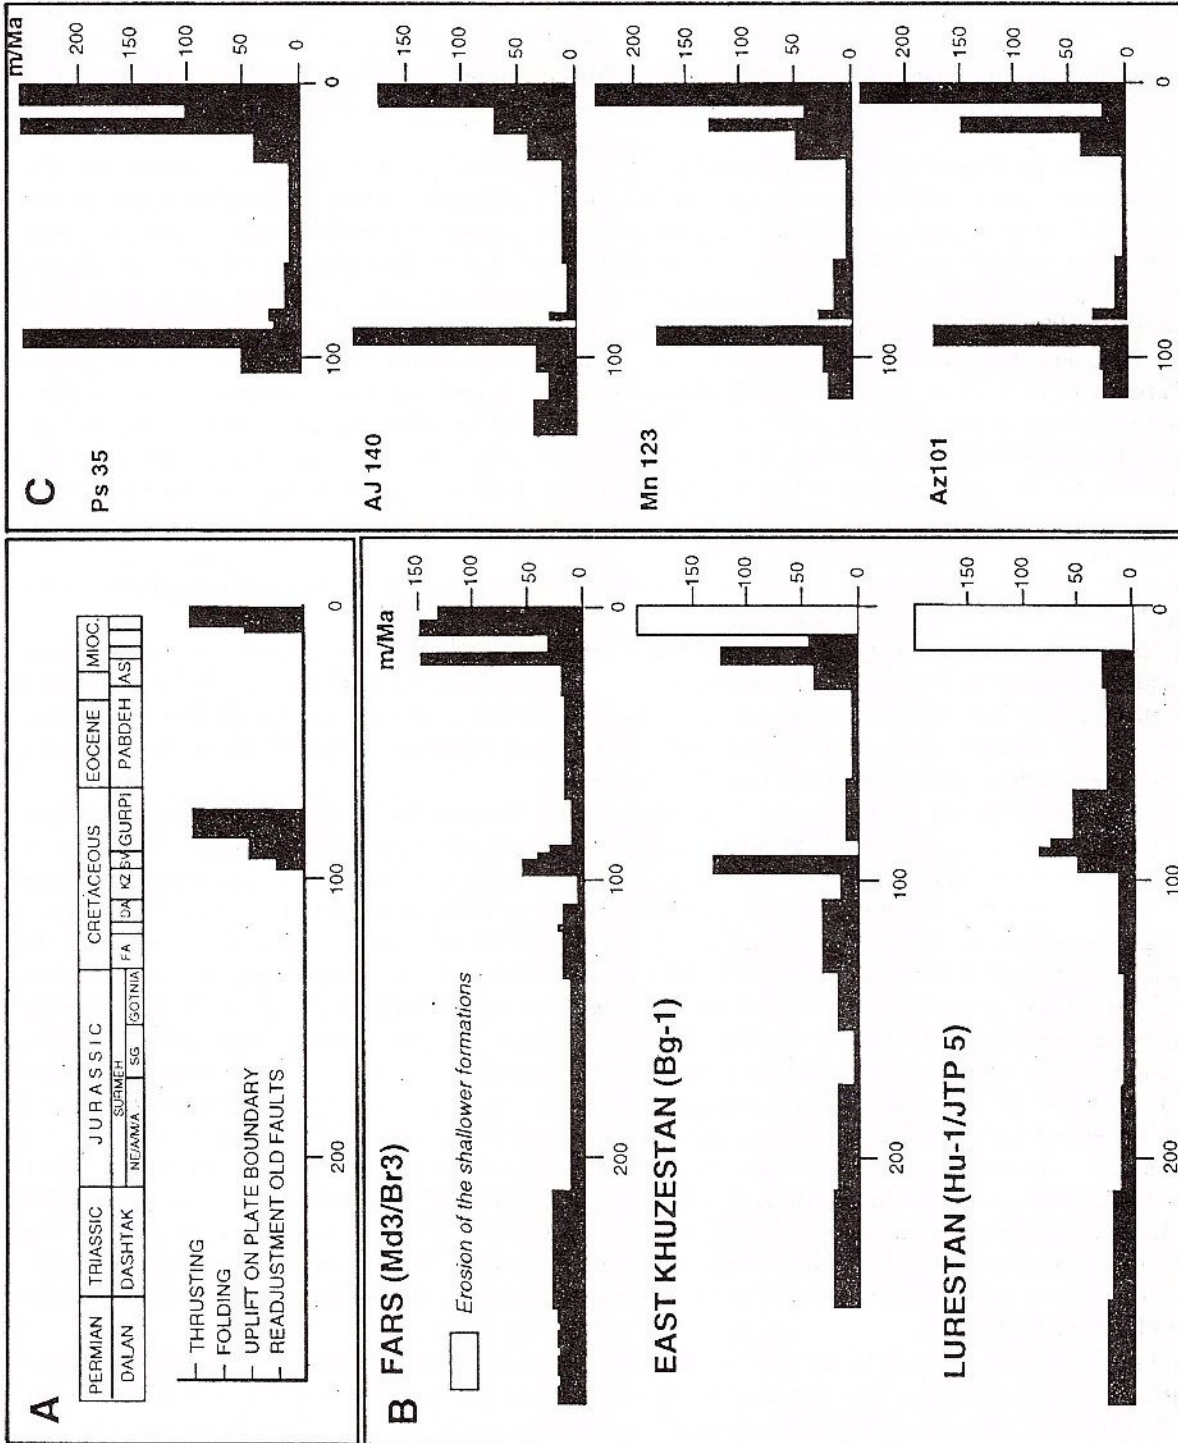 A
PERMIAN TRIASSIC JURASSIC CRETACEOUS EOCENE MIOC.
DALAN DASHTAK SURMEH NE/A/M/A SG GOTNIA FA DA KZ SV GURPI PABDEH AS
THRUSTING
FOLDING
UPLIFT ON PLATE BOUNDARY
READJUSTMENT OLD FAULTS
200 100 0
B
FARS (Md3/Br3)
m/Ma
150
100
50
0
Erosion of the shallower formations
200 100 0
EAST KHUZESTAN (Bg-1)
150
100
50
0
200 100
LURESTAN (Hu-1/JTP 5)
150
100
50
0
200 100 0
C
Ps 35
m/Ma
200
150
100
50
0
100 0
AJ 140
150
100
50
0
100
Mn 123
200
150
100
50
0
100
Az101
200
150
100
50
0
100 0